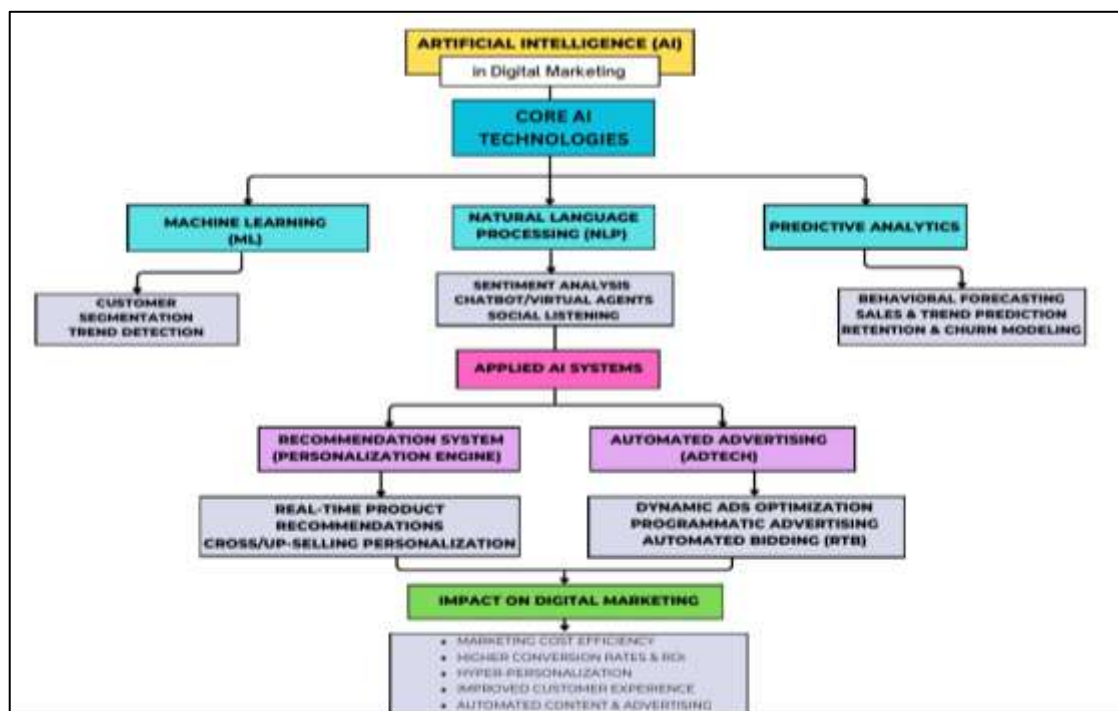 ARTIFICIAL INTELLIGENCE (AI)
in Digital Marketing
CORE AI
TECHNOLOGIES
MACHINE LEARNING
(ML)
NATURAL LANGUAGE
PROCESSING (NLP)
PREDICTIVE ANALYTICS
CUSTOMER
SEGMENTATION
TREND DETECTION
SENTIMENT ANALYSIS
CHATBOT/VIRTUAL AGENTS
SOCIAL LISTENING
BEHAVIORAL FORECASTING
SALES & TREND PREDICTION
RETENTION & CHURN MODELING
APPLIED AI SYSTEMS
RECOMMENDATION SYSTEM
(PERSONALIZATION ENGINE)
AUTOMATED ADVERTISING
(ADTECH)
REAL-TIME PRODUCT
RECOMMENDATIONS
CROSS/UP-SELLING PERSONALIZATION
DYNAMIC ADS OPTIMIZATION
PROGRAMMATIC ADVERTISING
AUTOMATED BIDDING (RTB)
IMPACT ON DIGITAL MARKETING
• MARKETING COST EFFICIENCY
• HIGHER CONVERSION RATES & ROI
• HYPER-PERSONALIZATION
• IMPROVED CUSTOMER EXPERIENCE
• AUTOMATED CONTENT & ADVERTISING